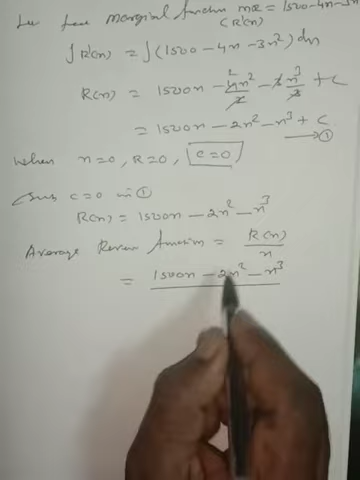 marginal function MR = 1500-4x-3x²
(R'(x))
∫R'(x) = ∫(1500 - 4x - 3x²) dx
R(x) = 1500x - 4x²/2 - 3x³/3 + C
= 1500x - 2x² - x³ + C → ①
When x=0, R=0, C=0
Sub C=0 in ①
R(x) = 1500x - 2x² - x³
Average Revenue function = R(x)/x
= 1500x - 2x² - x³